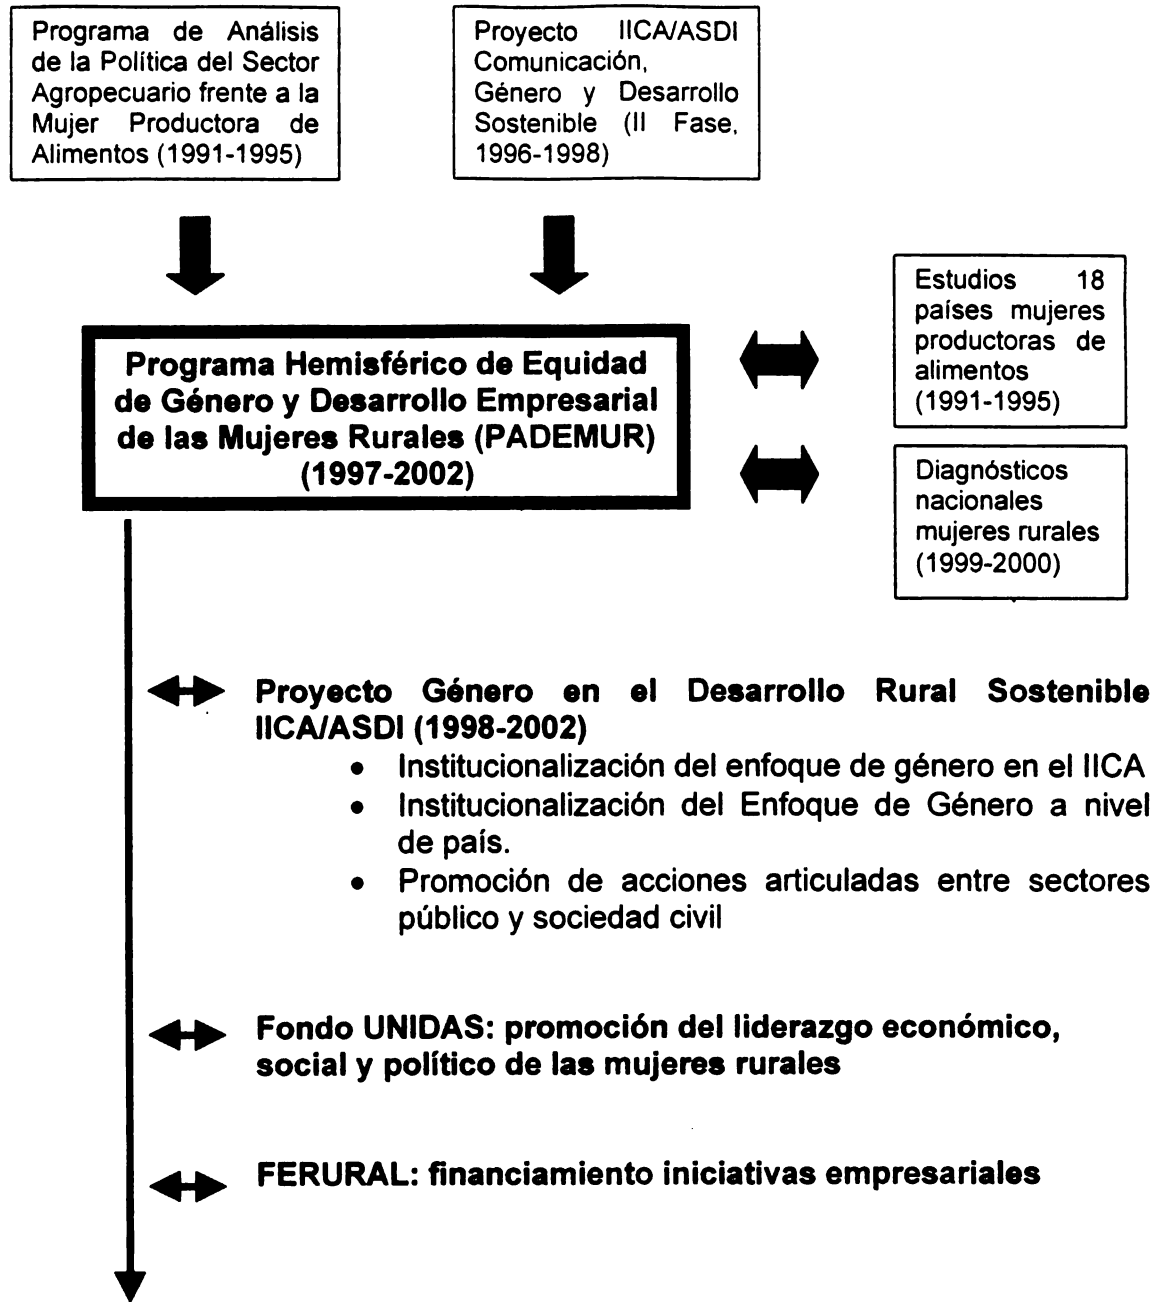 Programa de Análisis
de la Política del Sector
Agropecuario frente a la
Mujer Productora de
Alimentos (1991-1995)
Proyecto IICA/ASDI
Comunicación,
Género y Desarrollo
Sostenible (II Fase,
1996-1998)
Programa Hemisférico de Equidad
de Género y Desarrollo Empresarial
de las Mujeres Rurales (PADEMUR)
(1997-2002)
Estudios 18
países mujeres
productoras de
alimentos
(1991-1995)
Diagnósticos
nacionales
mujeres rurales
(1999-2000)
Proyecto Género en el Desarrollo Rural Sostenible
IICA/ASDI (1998-2002)
• Institucionalización del enfoque de género en el IICA
• Institucionalización del Enfoque de Género a nivel
de país.
• Promoción de acciones articuladas entre sectores
público y sociedad civil
Fondo UNIDAS: promoción del liderazgo económico,
social y político de las mujeres rurales
FERURAL: financiamiento iniciativas empresariales